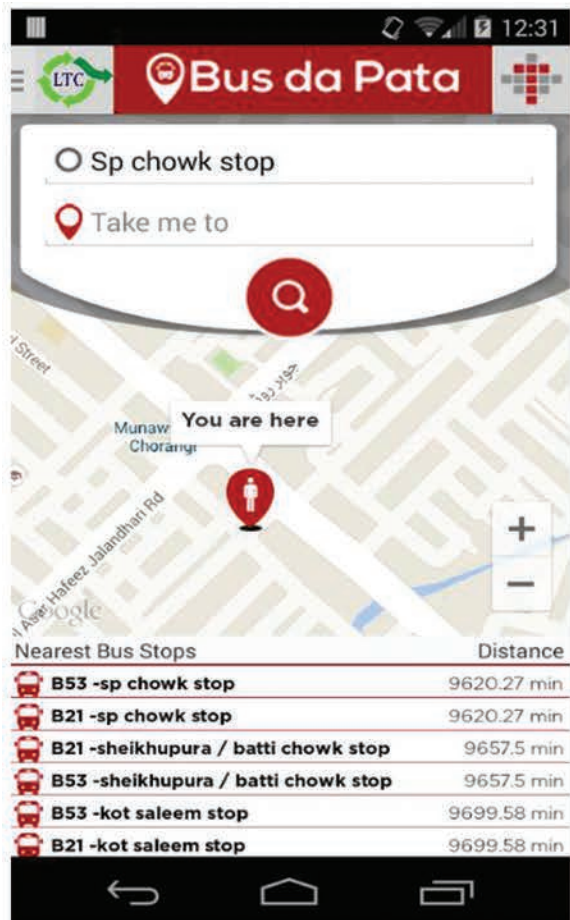 12:31
LTC
Bus da Pata
Sp chowk stop
Take me to
Street
You are here
Munaw
Chorangi
Hafeez Jalandhari Rd
Google
Nearest Bus Stops Distance
B53 -sp chowk stop 9620.27 min
B21 -sp chowk stop 9620.27 min
B21 -sheikhupura / batti chowk stop 9657.5 min
B53 -sheikhupura / batti chowk stop 9657.5 min
B53 -kot saleem stop 9699.58 min
B21 -kot saleem stop 9699.58 min